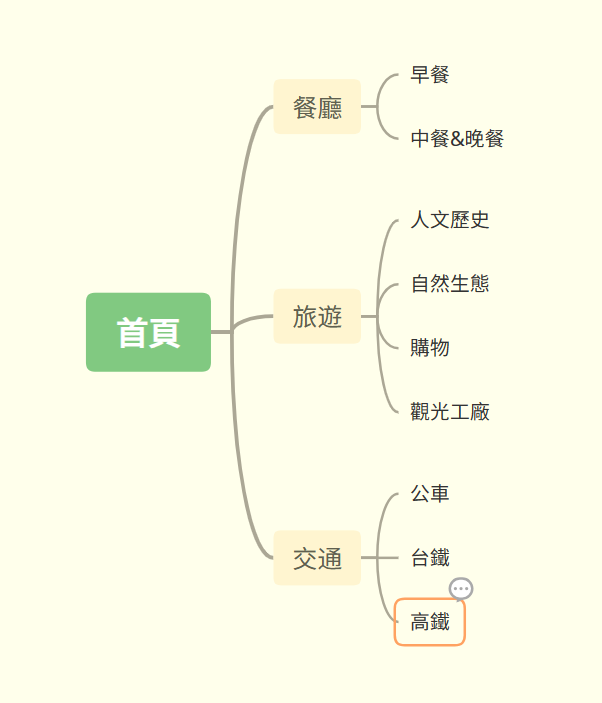 首頁
餐廳
早餐
中餐&晚餐
旅遊
人文歷史
自然生態
購物
觀光工廠
交通
公車
台鐵
高鐵